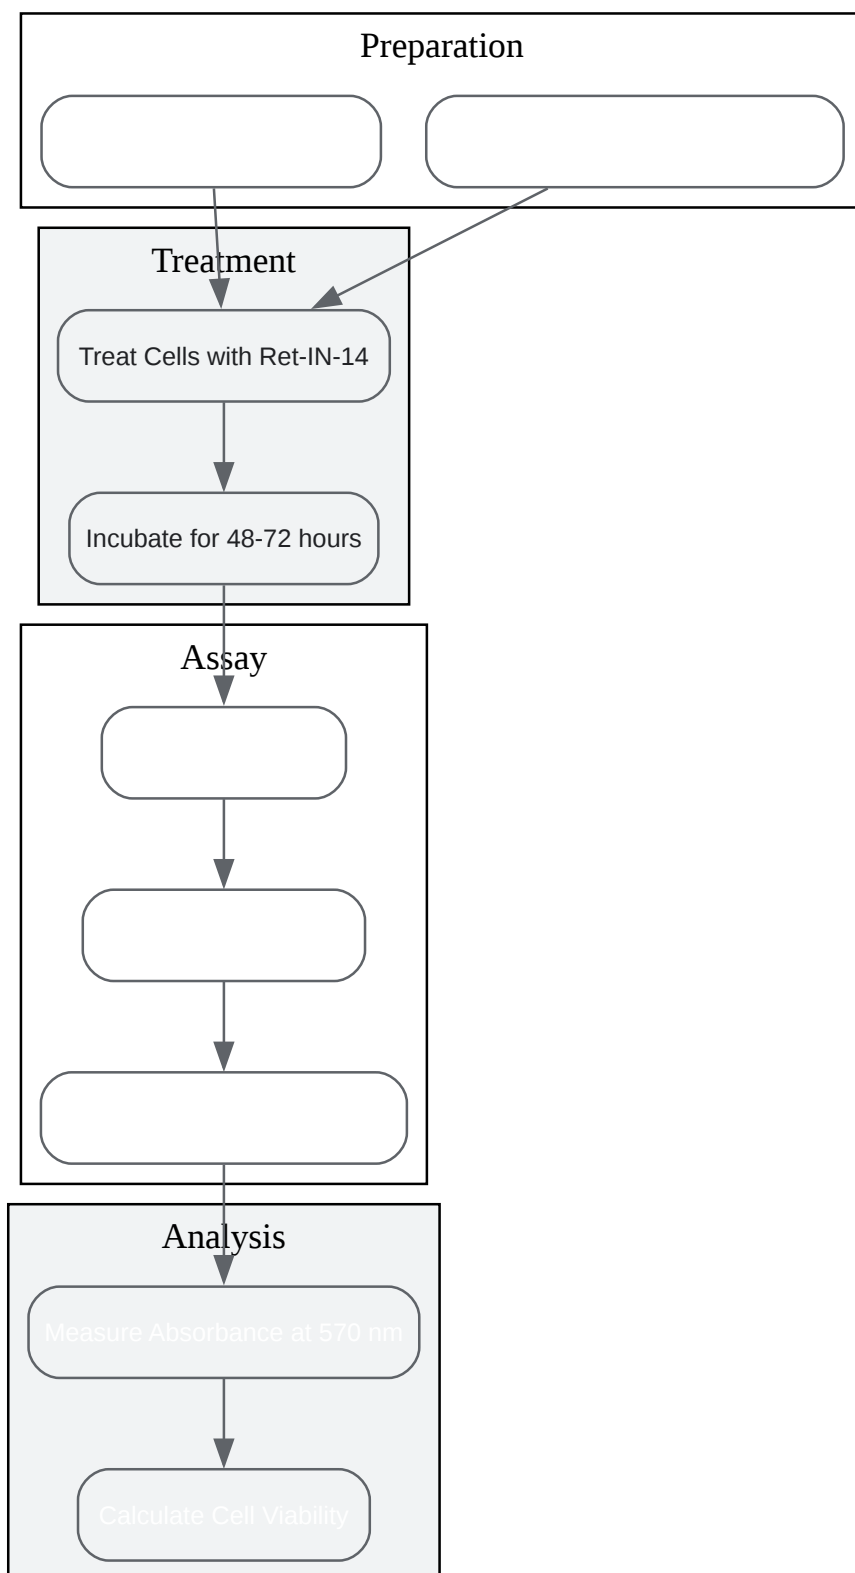 Preparation
Treatment
Treat Cells with Ret-IN-14
Incubate for 48-72 hours
Assay
Analysis
Measure Absorbance at 570 nm
Calculate Cell Viability